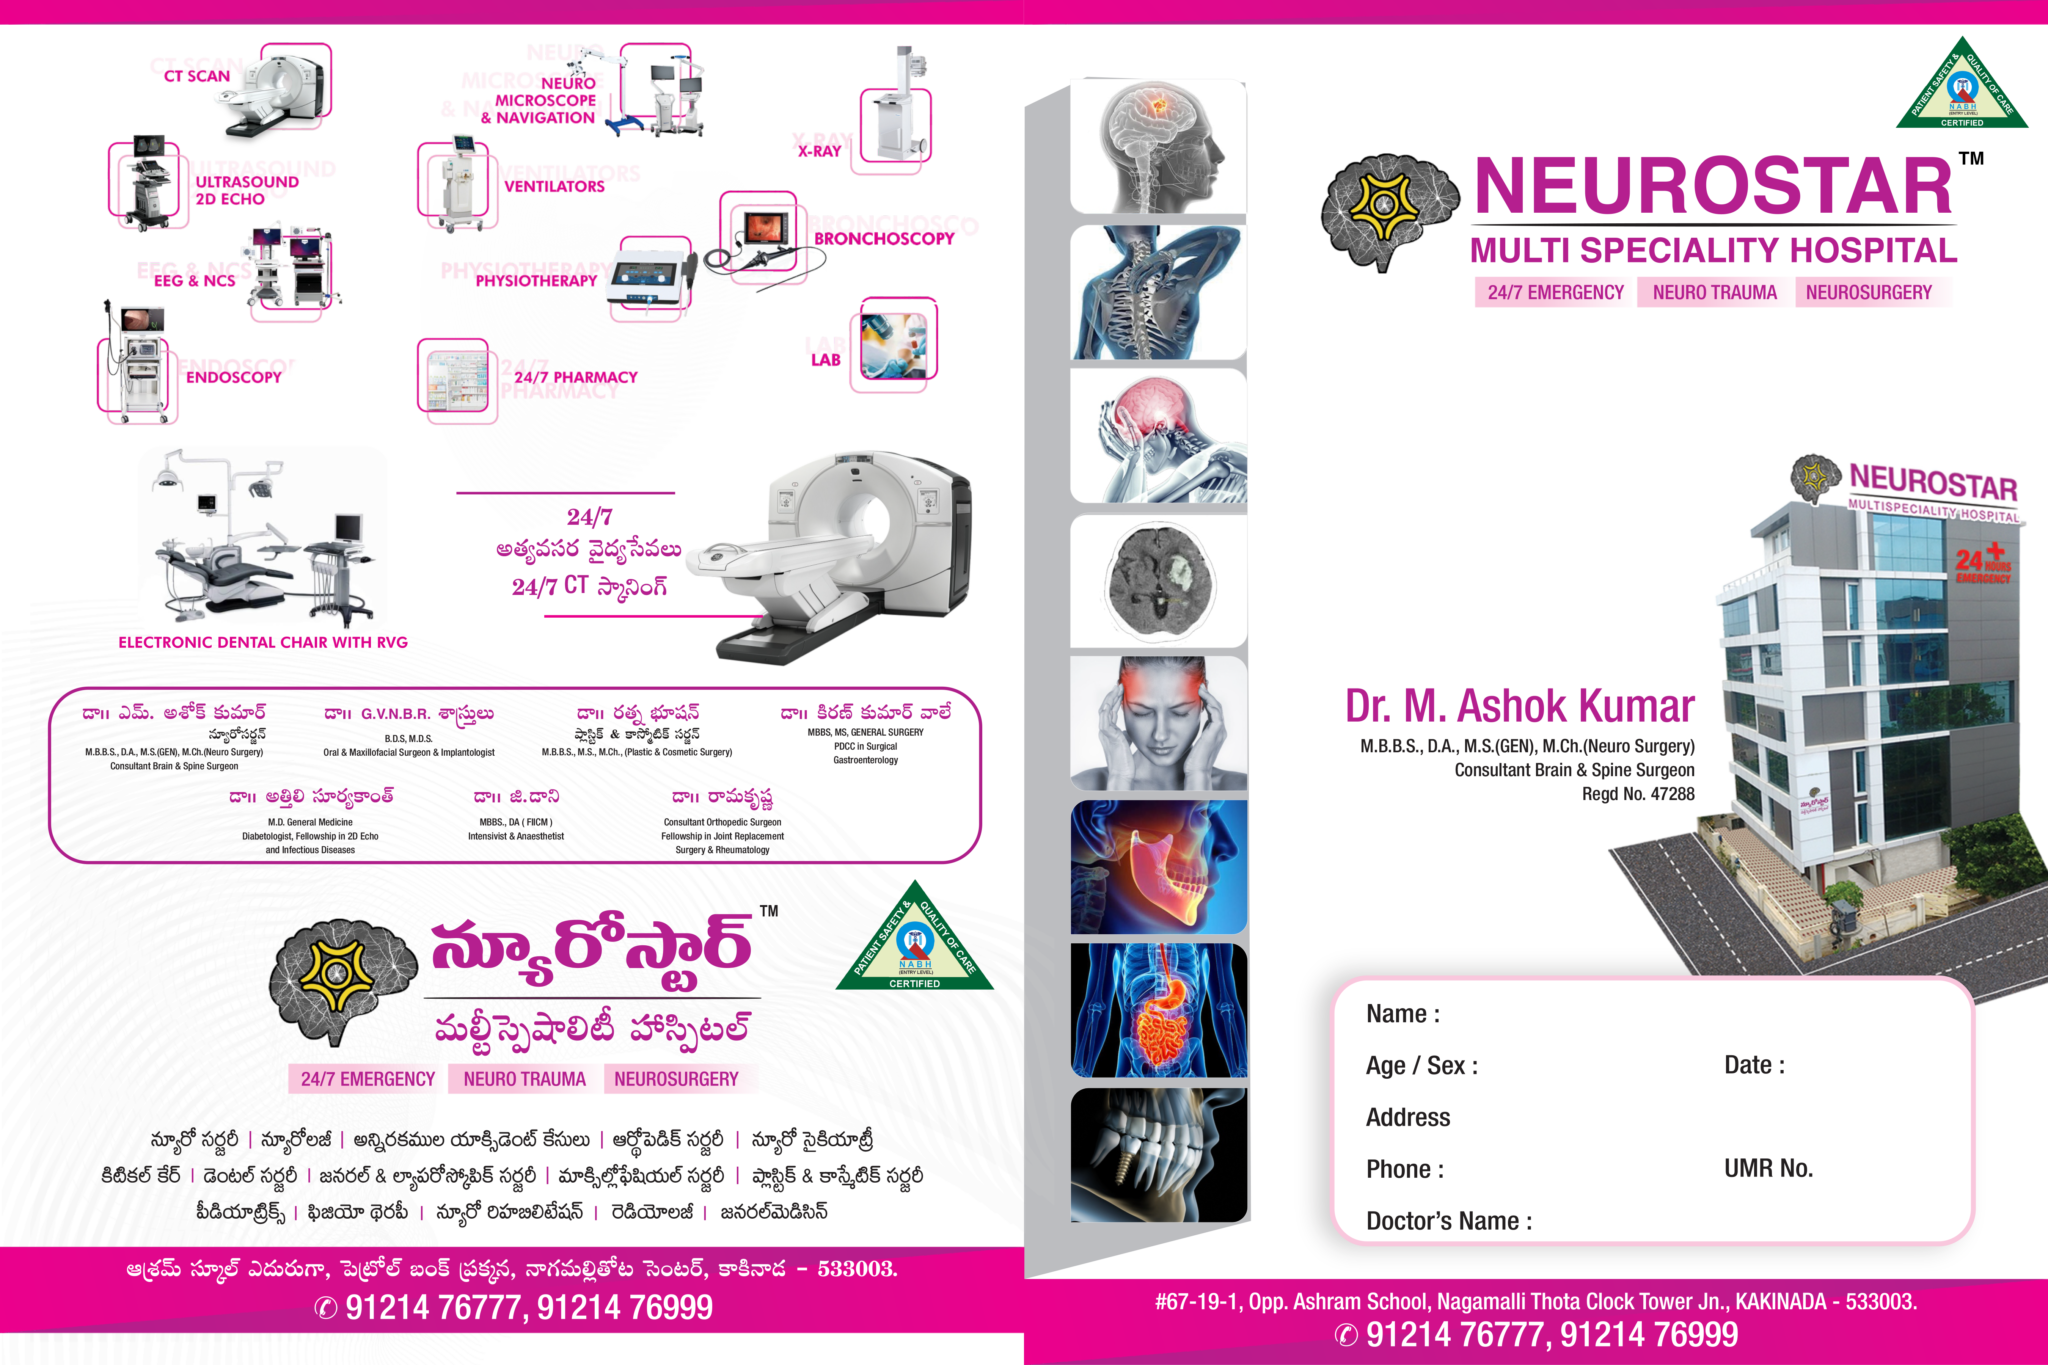 CT SCAN
NEURO
MICROSCOPE
& NAVIGATION
X-RAY
ULTRASOUND
2D ECHO
VENTILATORS
BRONCHOSCOPY
EEG & NCS
PHYSIOTHERAPY
LAB
ENDOSCOPY
24/7 PHARMACY
24/7
అత్యవసర వైద్యసేవలు
24/7 CT స్కానింగ్
ELECTRONIC DENTAL CHAIR WITH RVG
డా॥ ఎమ్. అశోక్ కుమార్
న్యూరోసర్జన్
M.B.B.S., D.A., M.S.(GEN), M.Ch.(Neuro Surgery)
Consultant Brain & Spine Surgeon
డా॥ G.V.N.B.R. శాస్త్రులు
B.D.S, M.D.S.
Oral & Maxillofacial Surgeon & Implantologist
డా॥ రత్న భూషన్
ప్లాస్టిక్ & కాస్మోటిక్ సర్జన్
M.B.B.S., M.S., M.Ch., (Plastic & Cosmetic Surgery)
డా॥ కిరణ్ కుమార్ వాలే
MBBS, MS, GENERAL SURGERY
PDCC in Surgical
Gastroenterology
డా॥ అత్తిలి సూర్యకాంత్
M.D. General Medicine
Diabetologist, Fellowship in 2D Echo
and Infectious Diseases
డా॥ జి.డాని
MBBS., DA ( FIICM )
Intensivist & Anaesthetist
డా॥ రామకృష్ణ
Consultant Orthopedic Surgeon
Fellowship in Joint Replacement
Surgery & Rheumatology
న్యూరోస్టార్ TM
మల్టీస్పెషాలిటీ హాస్పిటల్
24/7 EMERGENCY NEURO TRAUMA NEUROSURGERY
PATIENT SAFETY & QUALITY OF CARE
NABH
(ENTRY LEVEL)
CERTIFIED
న్యూరో సర్జరీ | న్యూరోలజీ | అన్నిరకముల యాక్సిడెంట్ కేసులు | ఆర్థోపెడిక్ సర్జరీ | న్యూరో సైకియాట్రీ
కిటికల్ కేర్ | డెంటల్ సర్జరీ | జనరల్ & ల్యాపరోస్కోపిక్ సర్జరీ | మాక్సిల్లోఫేషియల్ సర్జరీ | ప్లాస్టిక్ & కాస్మేటిక్ సర్జరీ
పీడియాట్రిక్స్ | ఫిజియో థెరపీ | న్యూరో రిహబిలిటేషన్ | రెడియోలజీ | జనరల్‌మెడిసిన్
ఆశ్రమ్ స్కూల్ ఎదురుగా, పెట్రోల్ బంక్ ప్రక్కన, నాగమల్లితోట సెంటర్, కాకినాడ - 533003.
✆ 91214 76777, 91214 76999
PATIENT SAFETY & QUALITY OF CARE
NABH
(ENTRY LEVEL)
CERTIFIED
NEUROSTAR TM
MULTI SPECIALITY HOSPITAL
24/7 EMERGENCY NEURO TRAUMA NEUROSURGERY
NEUROSTAR
MULTISPECIALITY HOSPITAL
24 HOURS
EMERGENCY
Dr. M. Ashok Kumar
M.B.B.S., D.A., M.S.(GEN), M.Ch.(Neuro Surgery)
Consultant Brain & Spine Surgeon
Regd No. 47288
న్యూరోస్టార్
Name :
Age / Sex : Date :
Address
Phone : UMR No.
Doctor's Name :
#67-19-1, Opp. Ashram School, Nagamalli Thota Clock Tower Jn., KAKINADA - 533003.
✆ 91214 76777, 91214 76999